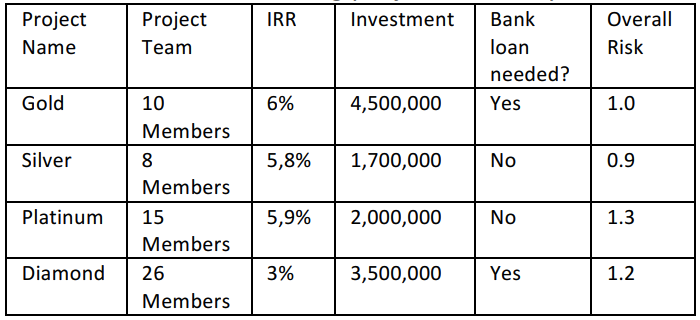 Project Name | Project Team | IRR | Investment | Bank loan needed? | Overall Risk
Gold | 10 Members | 6% | 4,500,000 | Yes | 1.0
Silver | 8 Members | 5,8% | 1,700,000 | No | 0.9
Platinum | 15 Members | 5,9% | 2,000,000 | No | 1.3
Diamond | 26 Members | 3% | 3,500,000 | Yes | 1.2